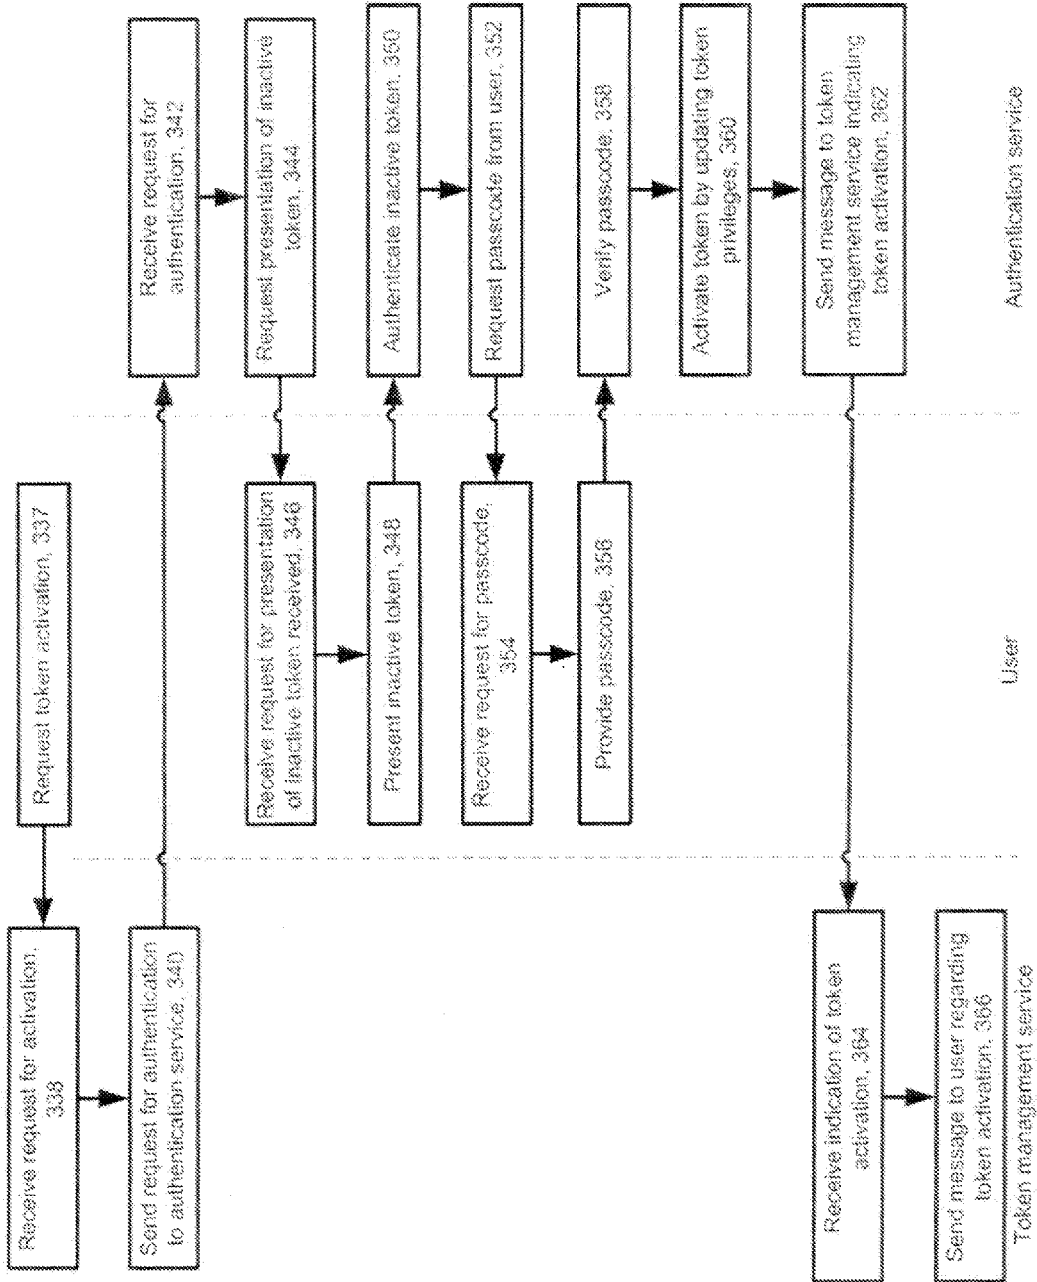 Request token activation, 337
Receive request for activation,
338
Send request for authentication
to authentication service, 340
Receive request for
authentication, 342
Request presentation of inactive
token, 344
Receive request for presentation
of inactive token received, 346
Present inactive token, 348
Authenticate inactive token, 350
Request passcode from user, 352
Receive request for passcode,
354
Provide passcode, 356
Verify passcode, 358
Activate token by updating token
privileges, 360
Send message to token
management service indicating
token activation, 362
Receive indication of token
activation, 364
Send message to user regarding
token activation, 366
Token management service
User
Authentication service